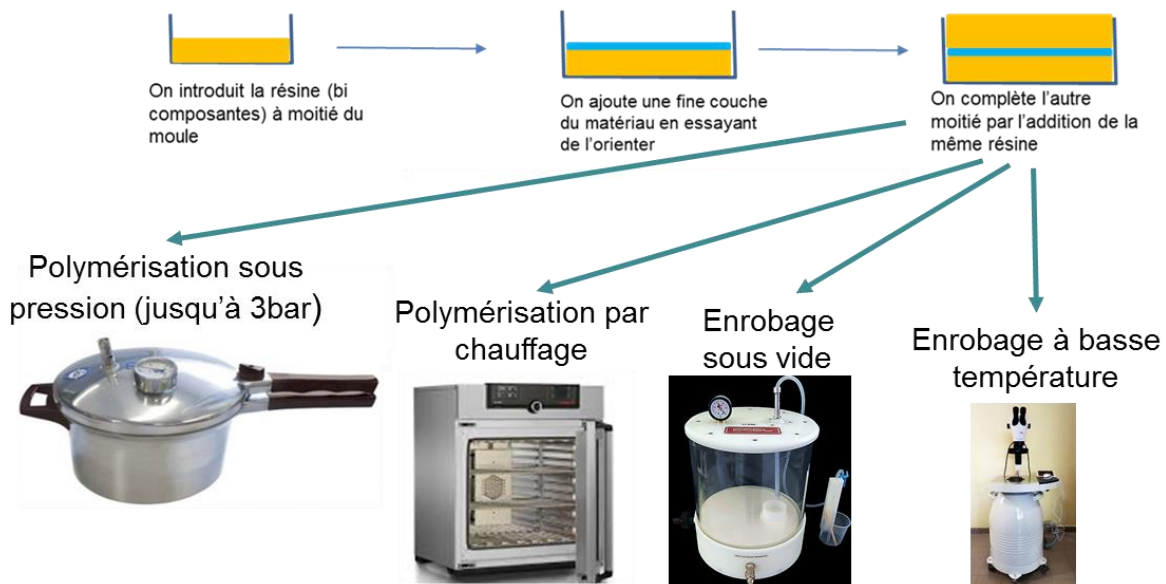 On introduit la résine (bi
composantes) à moitié du
moule
On ajoute une fine couche
du matériau en essayant
de l'orienter
On complète l'autre
moitié par l'addition de la
même résine
Polymérisation sous
pression (jusqu'à 3bar)
Polymérisation par
chauffage
Enrobage
sous vide
Enrobage à basse
température